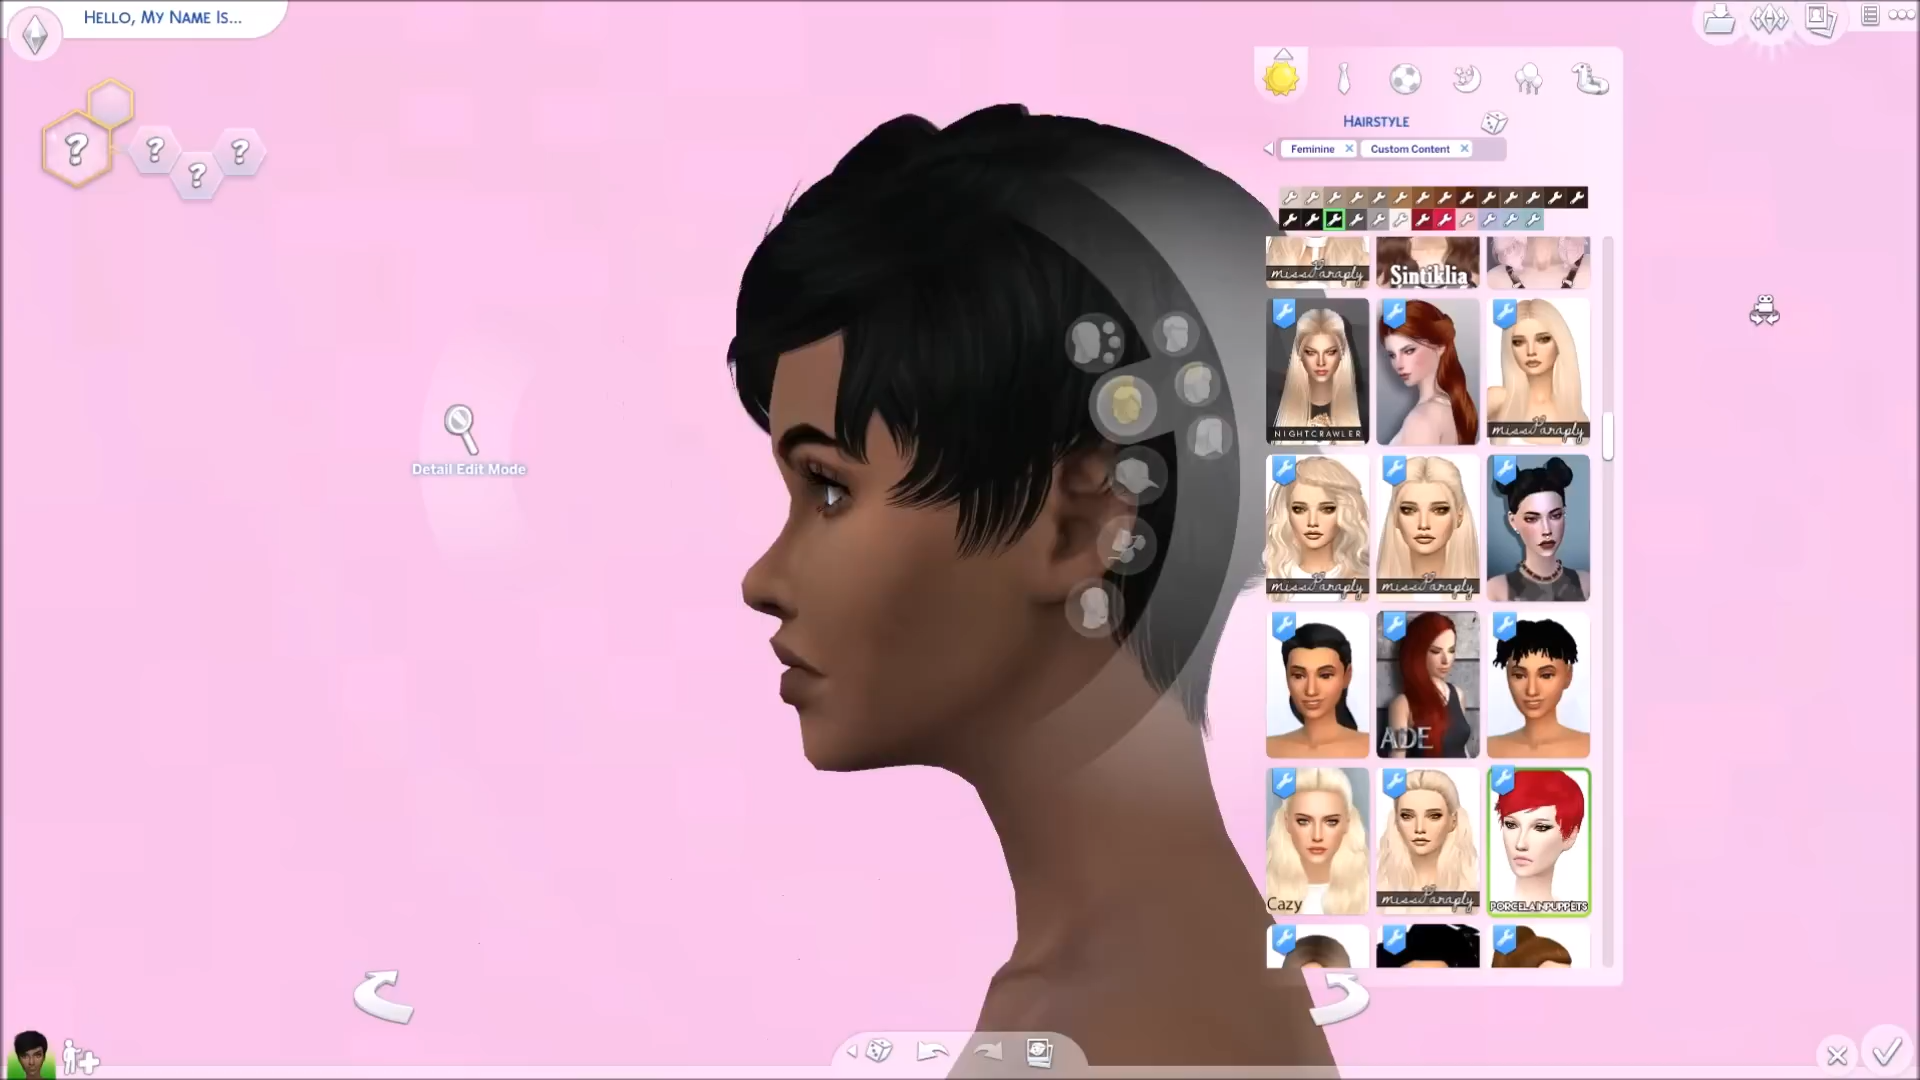 Hello, My Name Is...
Hairstyle
Feminine
Custom Content
missParaply
Sintiklia
NIGHTCRAWLER
missParaply
missParaply
missParaply
ADE
Cazy
missParaply
PORCELAINPUPPETS
Detail Edit Mode
? ? ? ?